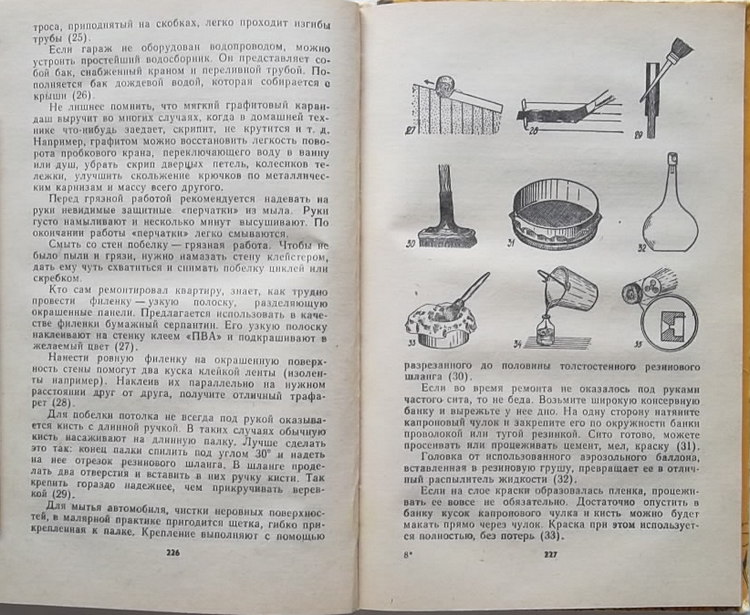 троса, приподнятый на скобках, легко проходит изгибы
трубы (25).
Если гараж не оборудован водопроводом, можно
устроить простейший водосборник. Он представляет со-
бой бак, снабженный краном и переливной трубой. По-
полняется бак дождевой водой, которая собирается с
крыши (26).
Не лишнее помнить, что мягкий графитовый каран-
даш выручит во многих случаях, когда в домашней тех-
нике что-нибудь заедает, скрипит, не крутится и т. д.
Например, графитом можно восстановить легкость пово-
рота пробкового крана, переключающего воду в ванну
или душ, убрать скрип дверцы петель, колесиков те-
лежки, улучшить скольжение крючков по металличес-
ким карнизам и массу всего другого.
Перед грязной работой рекомендуется надевать на
руки невидимые защитные «перчатки» из мыла. Руки
густо намыливают и несколько минут высушивают. По
окончании работы «перчатки» легко смываются.
Смыть со стен побелку — грязная работа. Чтобы не
было пыли и грязи, нужно намазать стену клейстером,
дать ему чуть схватиться и снимать побелку циклей или
скребком.
Кто сам ремонтировал квартиру, знает, как трудно
провести филенку — узкую полоску, разделяющую
окрашенные панели. Предлагается использовать в каче-
стве филенки бумажный серпантин. Его узкую полоску
наклеивают на стенку клеем «ПВА» и подкрашивают в
желаемый цвет (27).
Нанести ровную филенку на окрашенную поверх-
ность стены помогут два куска клейкой ленты (изолен-
ты например). Наклеив их параллельно на нужном
расстоянии друг от друга, получите отличный трафа-
рет (28).
Для побелки потолка не всегда под рукой оказыва-
ется кисть с длинной ручкой. В таких случаях обычную
кисть насаживают на длинную палку. Лучше сделать
это так: конец палки спилить под углом 30° и надеть
на нее отрезок резинового шланга. В шланге проде-
лать два отверстия и вставить в них ручку кисти. Так
крепить гораздо надежнее, чем прикручивать верев-
кой (29).
Для мытья автомобиля, чистки неровных поверхнос-
тей, в малярной практике пригодится щетка, гибко при-
крепленная к палке. Крепление выполняют с помощью
226
27
28
29
30
31
32
33
34
35
разрезанного до половины толстостенного резинового
шланга (30).
Если во время ремонта не оказалось под руками
частого сита, то не беда. Возьмите широкую консервную
банку и вырежьте у нее дно. На одну сторону натяните
капроновый чулок и закрепите его по окружности банки
проволокой или тугой резинкой. Сито готово, можете
просеивать или процеживать цемент, мел, краску (31).
Головка от использованного аэрозольного баллона,
вставленная в резиновую грушу, превращает ее в отлич-
ный распылитель жидкости (32).
Если на слое краски образовалась пленка, процежи-
вать ее вовсе не обязательно. Достаточно опустить в
банку кусок капронового чулка и кисть можно будет
макать прямо через чулок. Краска при этом использует-
ся полностью, без потерь (33).
8*
227